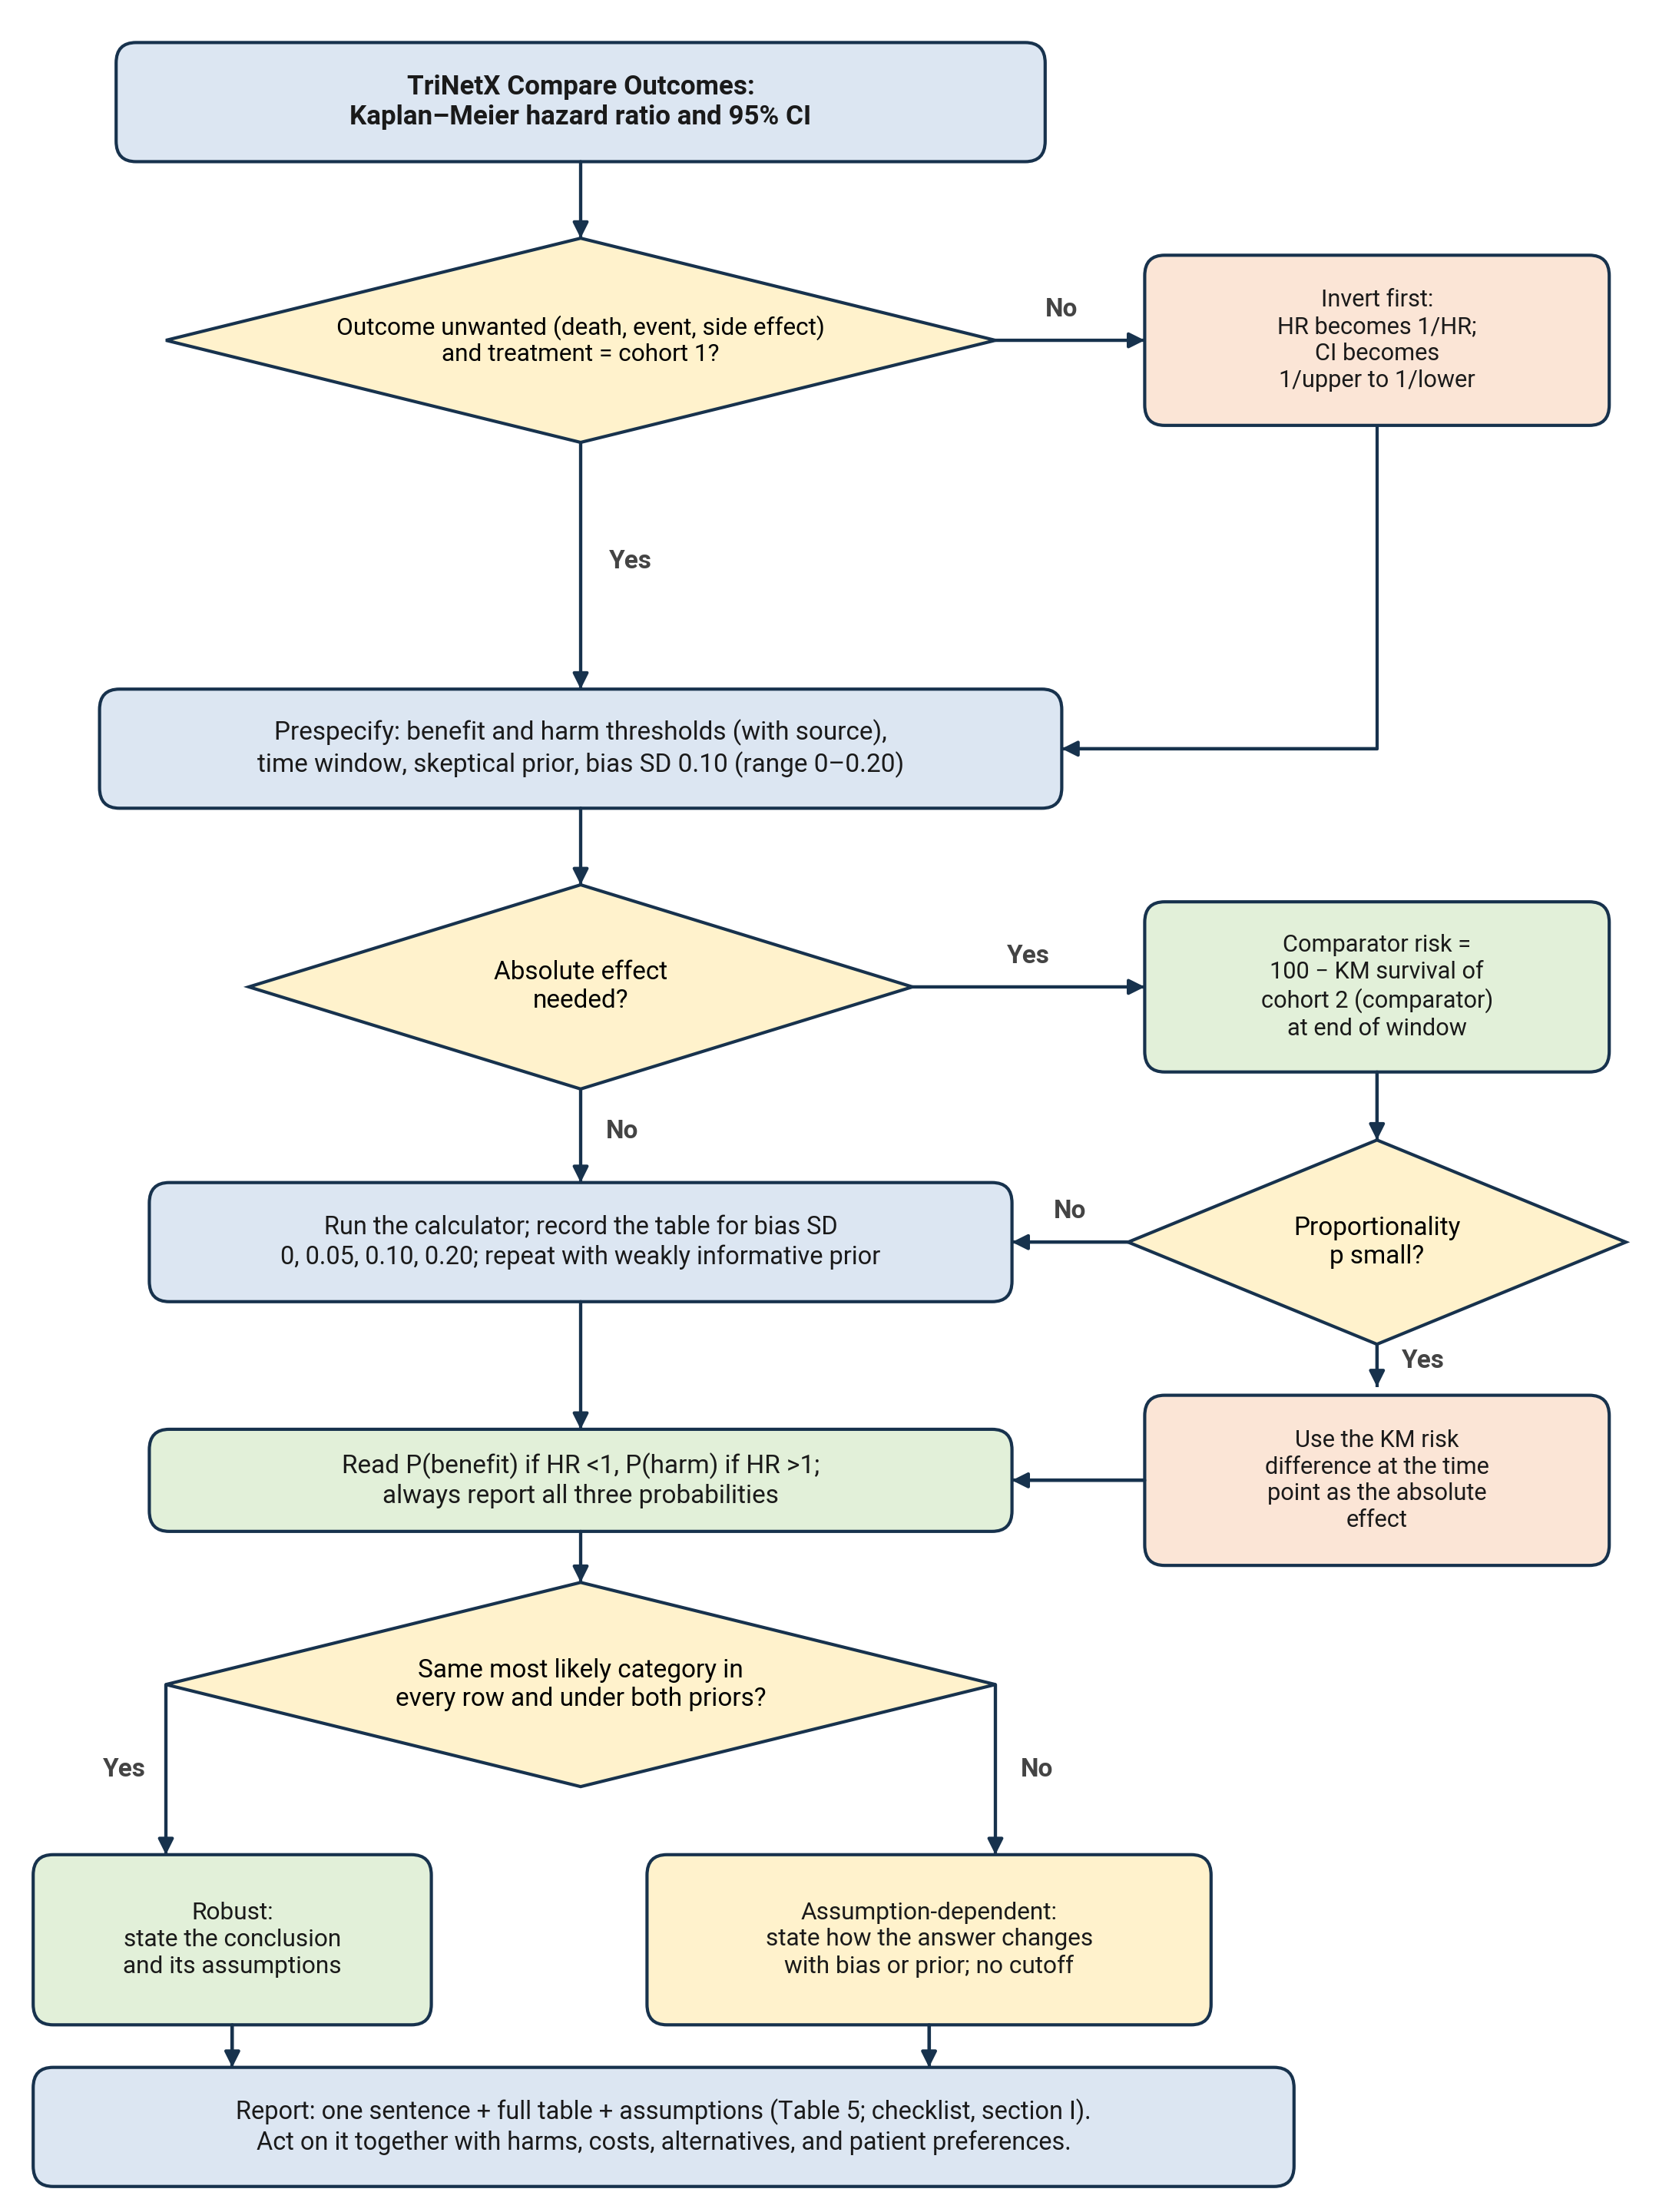 TriNetX Compare Outcomes:
Kaplan–Meier hazard ratio and 95% CI
Outcome unwanted (death, event, side effect)
and treatment = cohort 1?
No
Invert first:
HR becomes 1/HR;
CI becomes
1/upper to 1/lower
Yes
Prespecify: benefit and harm thresholds (with source),
time window, skeptical prior, bias SD 0.10 (range 0–0.20)
Absolute effect
needed?
Yes
Comparator risk =
100 − KM survival of
cohort 2 (comparator)
at end of window
No
Run the calculator; record the table for bias SD
0, 0.05, 0.10, 0.20; repeat with weakly informative prior
No
Proportionality
p small?
Yes
Use the KM risk
difference at the time
point as the absolute
effect
Read P(benefit) if HR <1, P(harm) if HR >1;
always report all three probabilities
Same most likely category in
every row and under both priors?
Yes
No
Robust:
state the conclusion
and its assumptions
Assumption-dependent:
state how the answer changes
with bias or prior; no cutoff
Report: one sentence + full table + assumptions (Table 5; checklist, section I).
Act on it together with harms, costs, alternatives, and patient preferences.